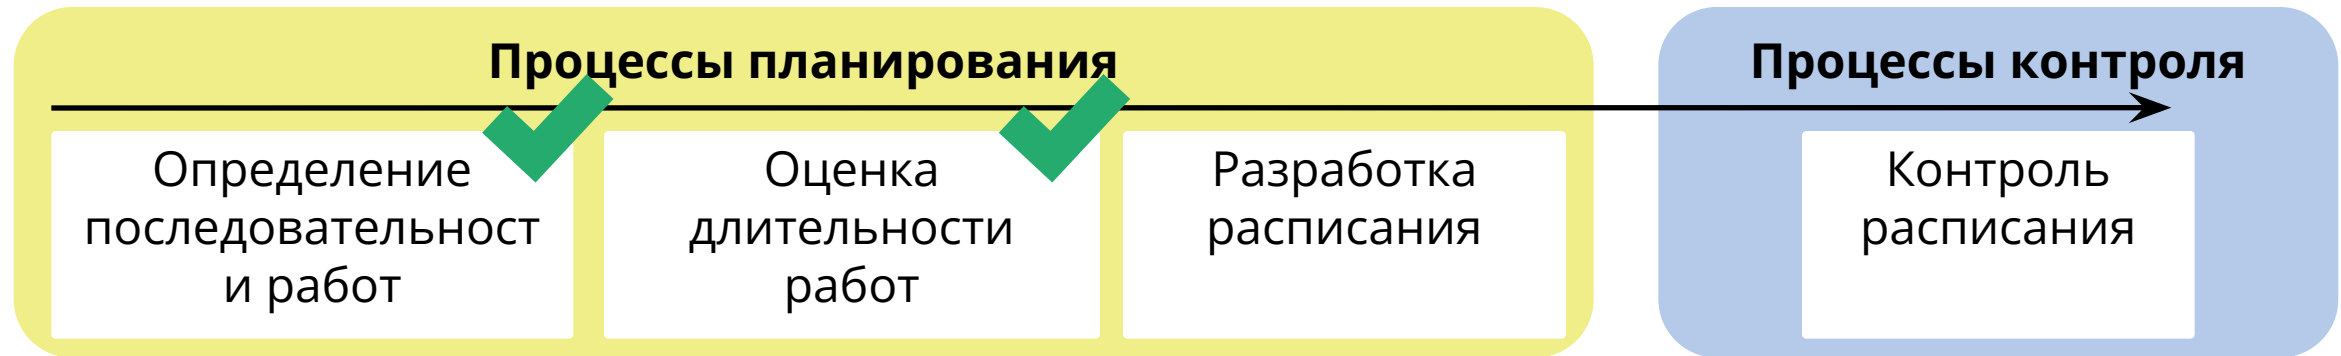 Процессы планирования
Процессы контроля
Определение
последовательност
и работ
Оценка
длительности
работ
Разработка
расписания
Контроль
расписания